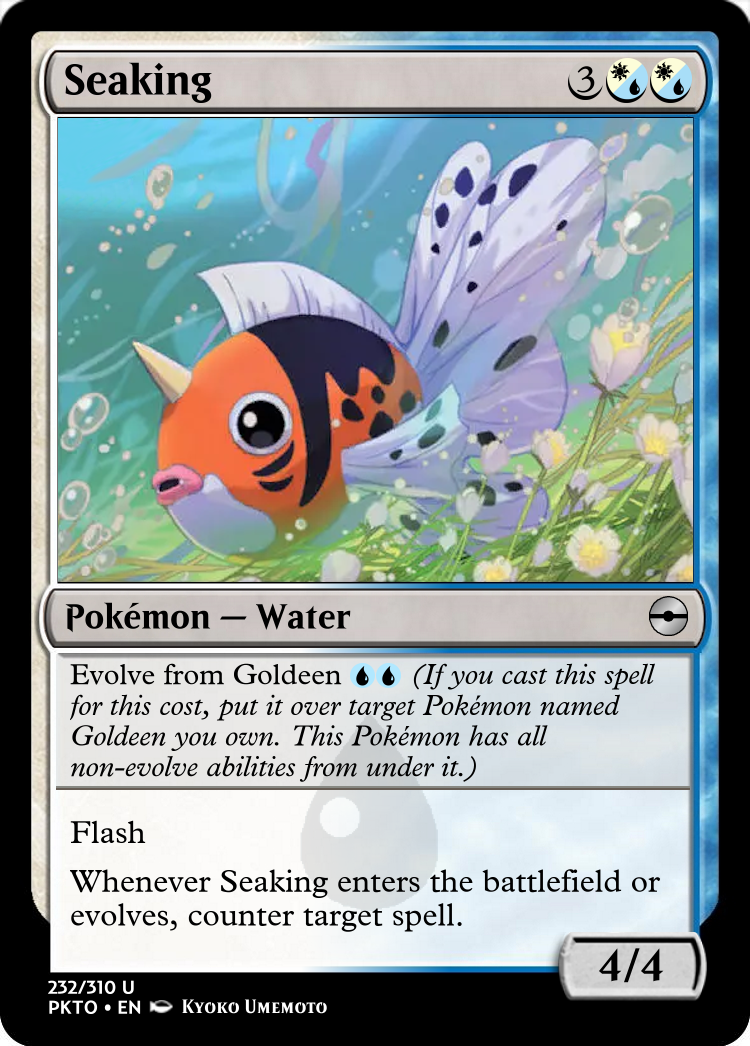 Seaking 3
Pokémon — Water
Evolve from Goldeen (If you cast this spell
for this cost, put it over target Pokémon named
Goldeen you own. This Pokémon has all
non-evolve abilities from under it.)
Flash
Whenever Seaking enters the battlefield or
evolves, counter target spell.
4/4
232/310 U
PKTO • EN Kyoko Umemoto